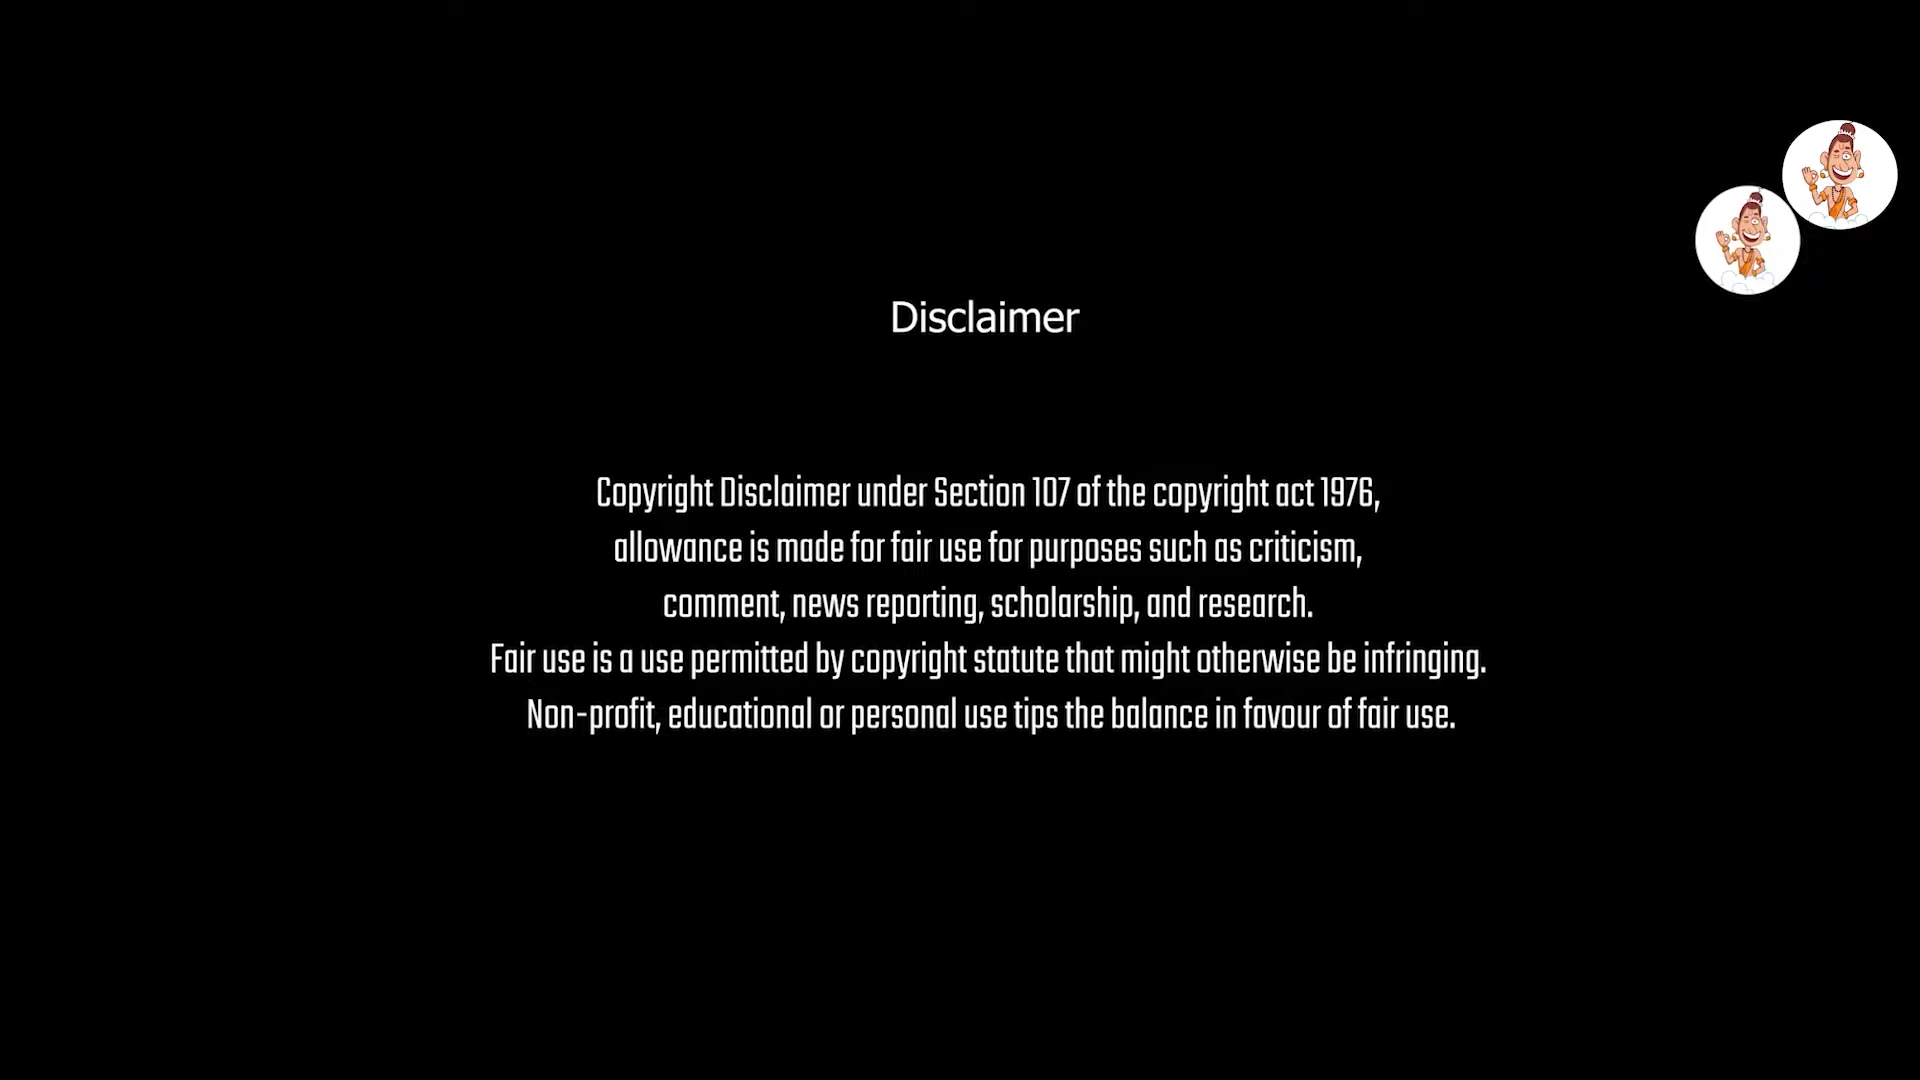 Disclaimer
Copyright Disclaimer under Section 107 of the copyright act 1976,
allowance is made for fair use for purposes such as criticism,
comment, news reporting, scholarship, and research.
Fair use is a use permitted by copyright statute that might otherwise be infringing.
Non-profit, educational or personal use tips the balance in favour of fair use.